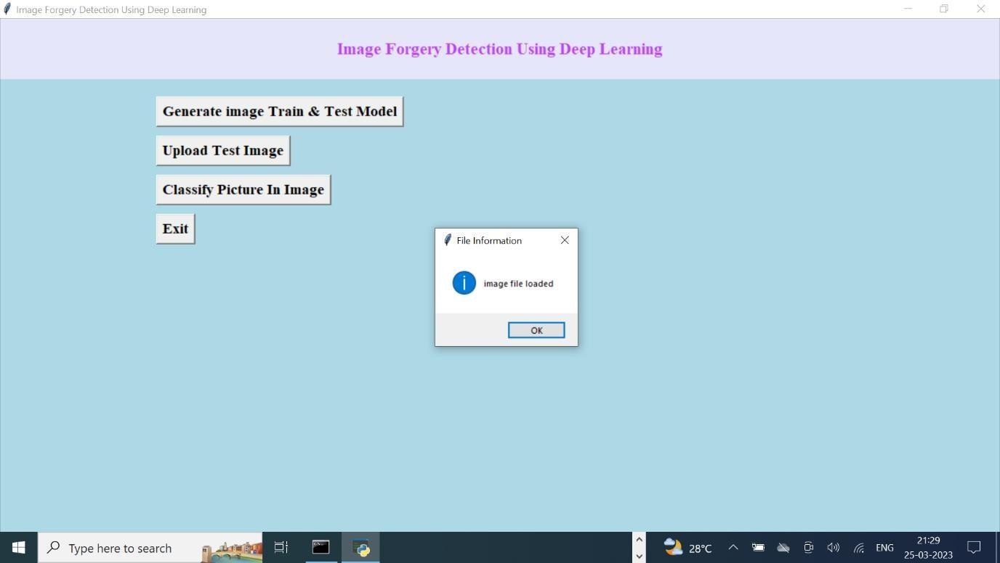 Image Forgery Detection Using Deep Learning
Image Forgery Detection Using Deep Learning
Generate image Train & Test Model
Upload Test Image
Classify Picture In Image
Exit
File Information
image file loaded
OK
Type here to search
28°C
ENG
21:29
25-03-2023